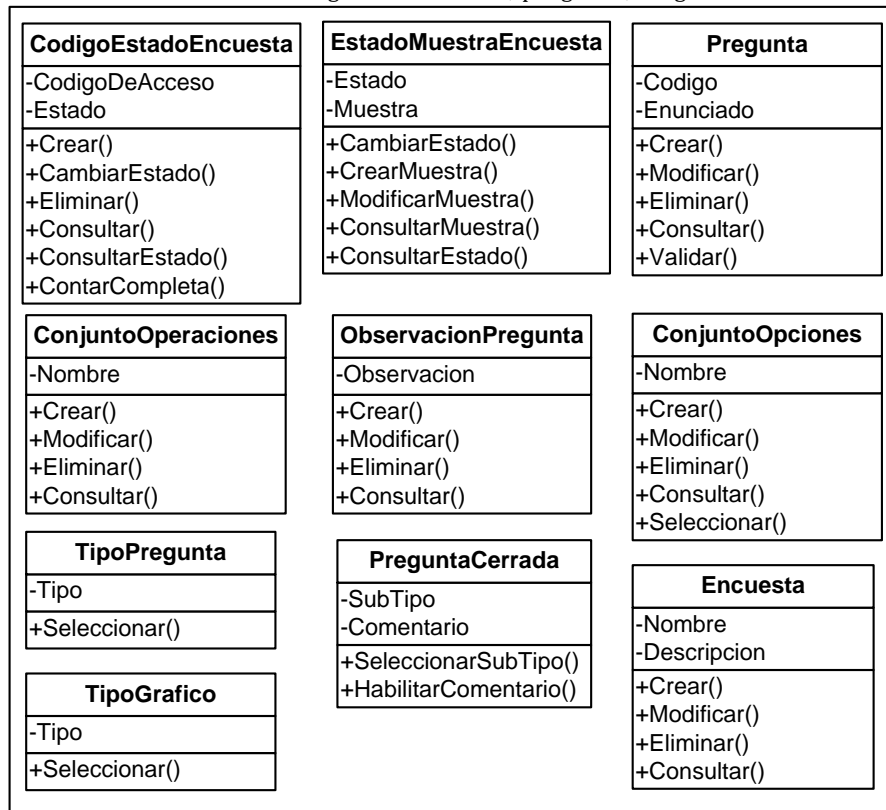 CodigoEstadoEncuesta
-CodigoDeAcceso
-Estado
+Crear()
+CambiarEstado()
+Eliminar()
+Consultar()
+ConsultarEstado()
+ContarCompleta()
EstadoMuestraEncuesta
-Estado
-Muestra
+CambiarEstado()
+CrearMuestra()
+ModificarMuestra()
+ConsultarMuestra()
+ConsultarEstado()
Pregunta
-Codigo
-Enunciado
+Crear()
+Modificar()
+Eliminar()
+Consultar()
+Validar()
ConjuntoOperaciones
-Nombre
+Crear()
+Modificar()
+Eliminar()
+Consultar()
ObservacionPregunta
-Observacion
+Crear()
+Modificar()
+Eliminar()
+Consultar()
ConjuntoOpciones
-Nombre
+Crear()
+Modificar()
+Eliminar()
+Consultar()
+Seleccionar()
TipoPregunta
-Tipo
+Seleccionar()
PreguntaCerrada
-SubTipo
-Comentario
+SeleccionarSubTipo()
+HabilitarComentario()
Encuesta
-Nombre
-Descripcion
+Crear()
+Modificar()
+Eliminar()
+Consultar()
TipoGrafico
-Tipo
+Seleccionar()